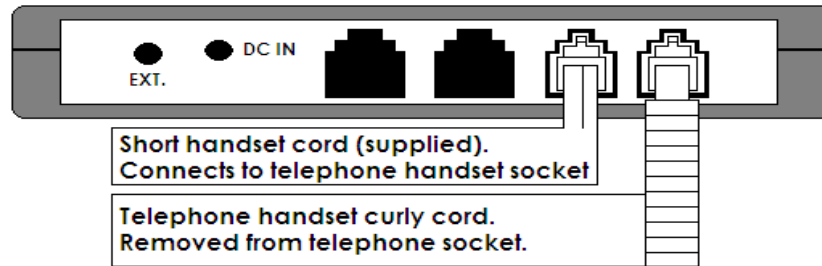 DC IN
EXT.
Short handset cord (supplied).
Connects to telephone handset socket
Telephone handset curly cord.
Removed from telephone socket.